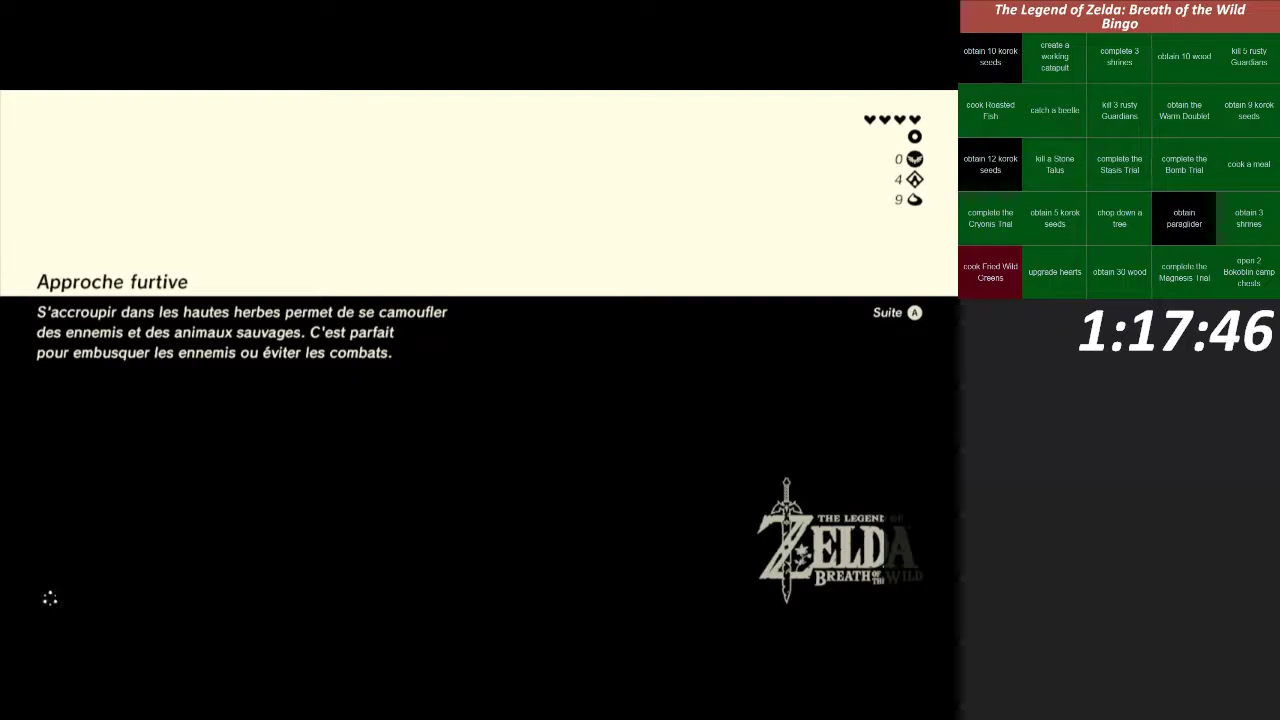 The Legend of Zelda: Breath of the Wild
Bingo
obtain 10 korok
seeds
create a
working
catapult
complete 3
shrines
obtain 10 wood
kill 5 rusty
Guardians
cook Roasted
Fish
catch a beetle
kill 3 rusty
Guardians
obtain the
Warm Doublet
obtain 9 korok
seeds
obtain 12 korok
seeds
kill a Stone
Talus
complete the
Stasis Trial
complete the
Bomb Trial
cook a meal
complete the
Cryonis Trial
obtain 5 korok
seeds
chop down a
tree
obtain
paraglider
obtain 3
shrines
cook Fried Wild
Greens
upgrade hearts
obtain 30 wood
complete the
Magnesis Trial
open 2
Bokoblin camp
chests
1:17:46
0
4
9
Approche furtive
S'accroupir dans les hautes herbes permet de se camoufler
des ennemis et des animaux sauvages. C'est parfait
pour embusquer les ennemis ou éviter les combats.
Suite A
THE LEGEND OF
ZELDA
BREATH OF THE WILD